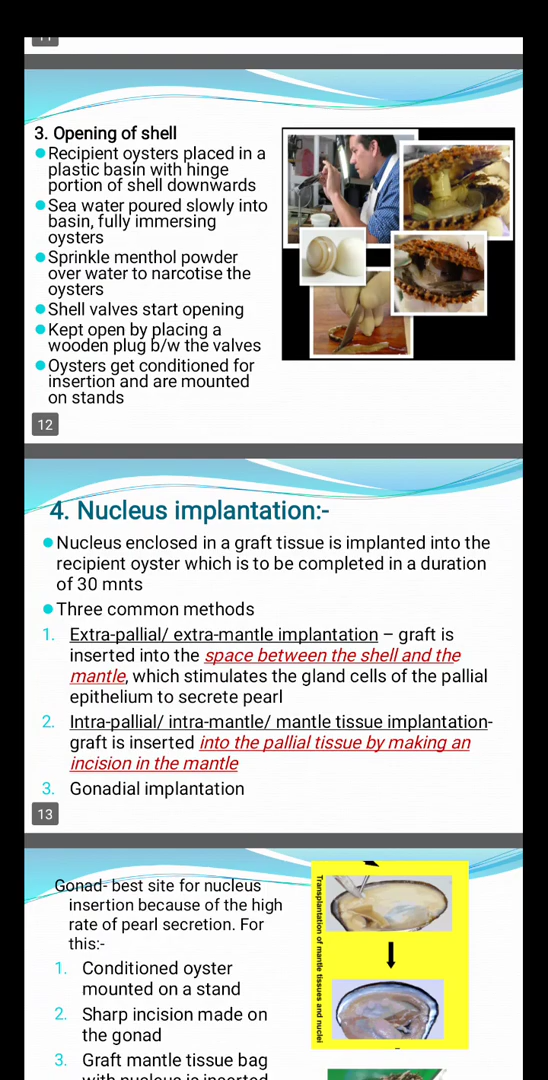 3. Opening of shell
Recipient oysters placed in a
plastic basin with hinge
portion of shell downwards
Sea water poured slowly into
basin, fully immersing
oysters
Sprinkle menthol powder
over water to narcotise the
oysters
Shell valves start opening
Kept open by placing a
wooden plug b/w the valves
Oysters get conditioned for
insertion and are mounted
on stands
12
4. Nucleus implantation:-
Nucleus enclosed in a graft tissue is implanted into the
recipient oyster which is to be completed in a duration
of 30 mnts
Three common methods
1. Extra-pallial/ extra-mantle implantation – graft is
inserted into the space between the shell and the
mantle, which stimulates the gland cells of the pallial
epithelium to secrete pearl
2. Intra-pallial/ intra-mantle/ mantle tissue implantation-
graft is inserted into the pallial tissue by making an
incision in the mantle
3. Gonadial implantation
13
Gonad- best site for nucleus
insertion because of the high
rate of pearl secretion. For
this:-
1. Conditioned oyster
mounted on a stand
2. Sharp incision made on
the gonad
3. Graft mantle tissue bag
with nucleus is inserted
Transplantation of mantle tissues and nuclei